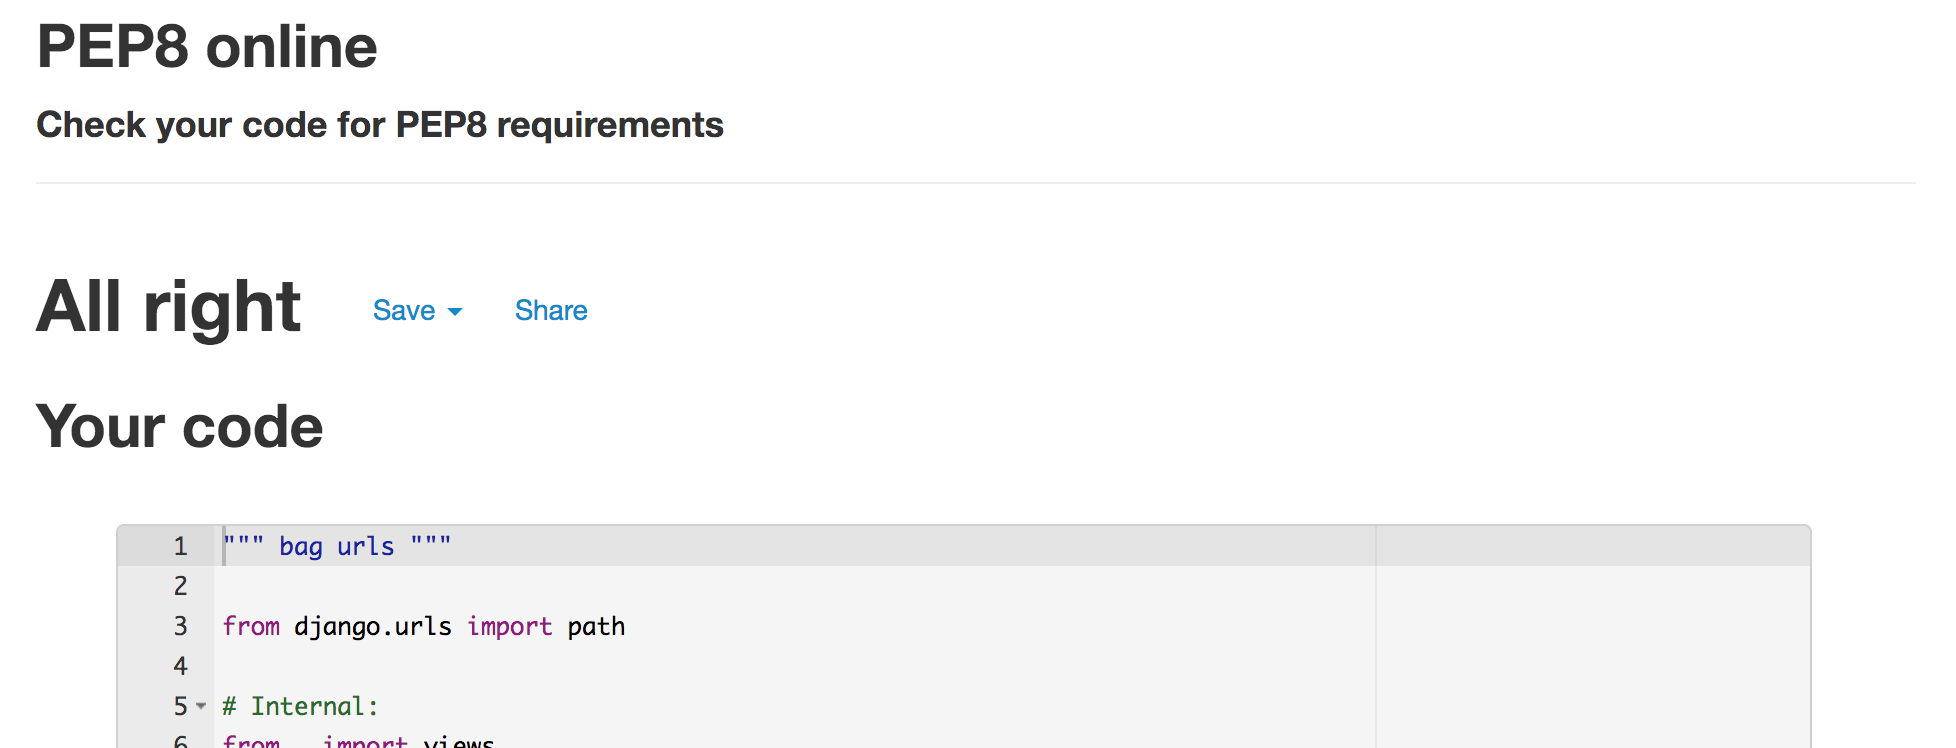 PEP8 online
Check your code for PEP8 requirements
All right Save Share
Your code
1 """ bag urls """
2
3 from django.urls import path
4
5 # Internal:
6 from . import views